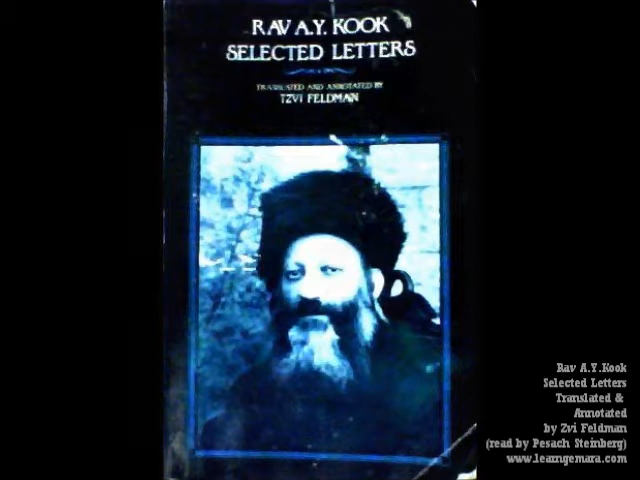 RAV A.Y. KOOK
SELECTED LETTERS
TRANSLATED AND ANNOTATED BY
TZVI FELDMAN
Rav A.Y.Kook
Selected Letters
Translated &
Annotated
by Zvi Feldman
(read by Pesach Steinberg)
www.learngemara.com